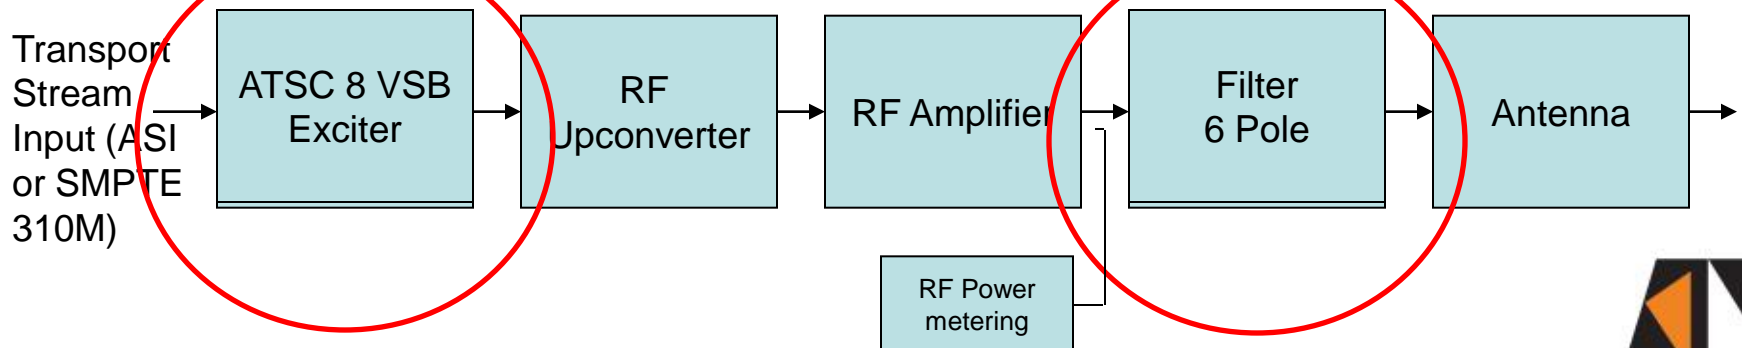 Transport
Stream
Input (ASI
or SMPTE
310M)
ATSC 8 VSB
Exciter
RF
Upconverter
RF Amplifier
Filter
6 Pole
Antenna
RF Power
metering